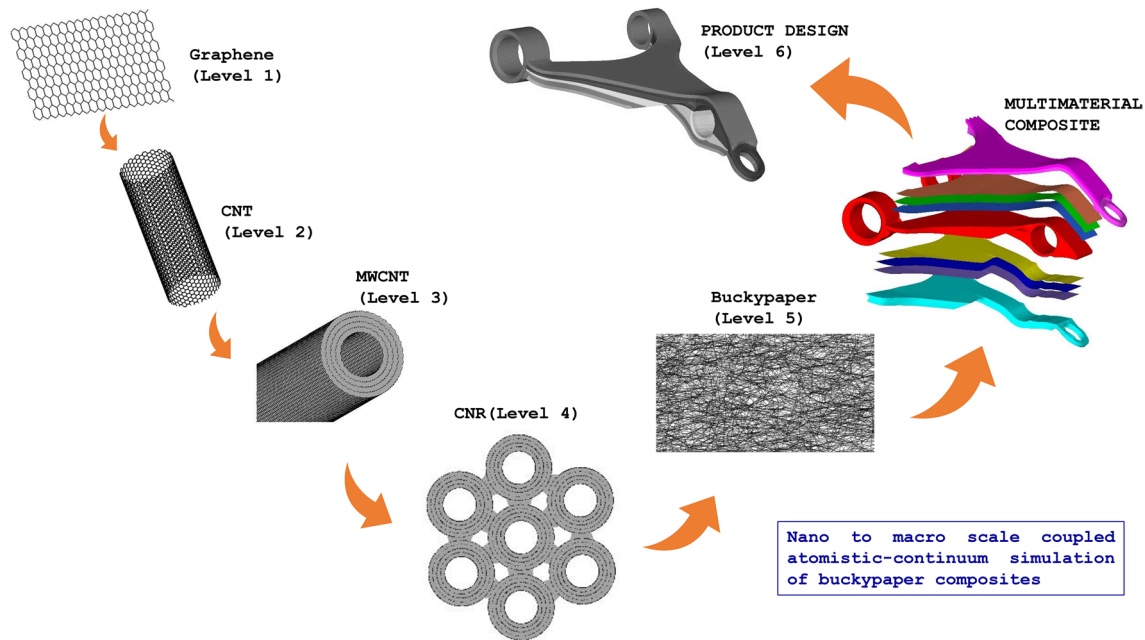 Graphene
(Level 1)
CNT
(Level 2)
MWCNT
(Level 3)
CNR(Level 4)
Buckypaper
(Level 5)
MULTIMATERIAL
COMPOSITE
PRODUCT DESIGN
(Level 6)
Nano to macro scale coupled
atomistic-continuum simulation
of buckypaper composites